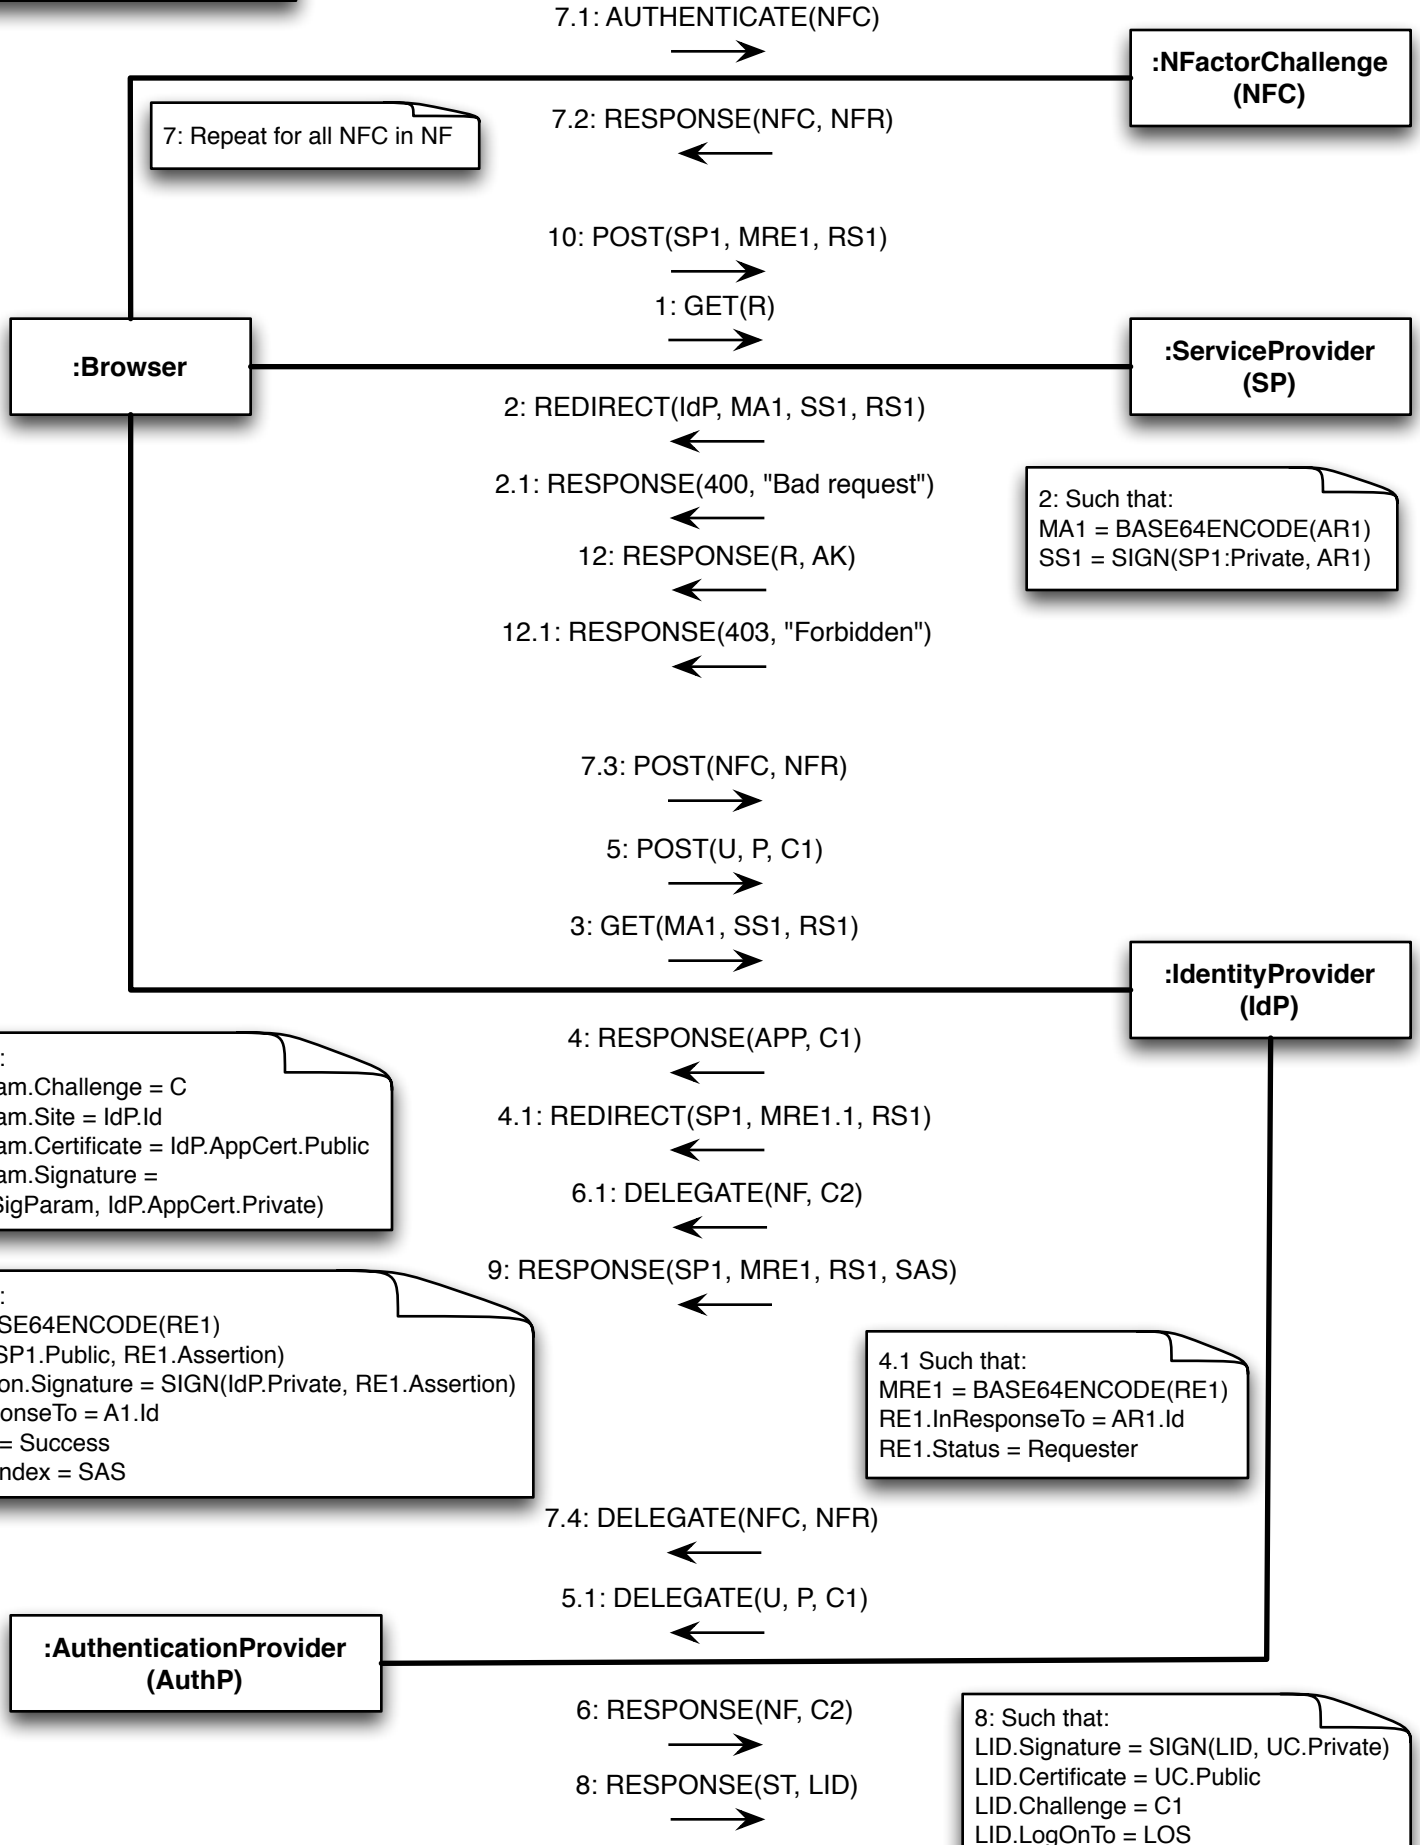 7.1: AUTHENTICATE(NFC)
:NFactorChallenge
(NFC)
7: Repeat for all NFC in NF
7.2: RESPONSE(NFC, NFR)
10: POST(SP1, MRE1, RS1)
1: GET(R)
:Browser
:ServiceProvider
(SP)
2: REDIRECT(IdP, MA1, SS1, RS1)
2.1: RESPONSE(400, "Bad request")
12: RESPONSE(R, AK)
12.1: RESPONSE(403, "Forbidden")
2: Such that:
MA1 = BASE64ENCODE(AR1)
SS1 = SIGN(SP1:Private, AR1)
7.3: POST(NFC, NFR)
5: POST(U, P, C1)
3: GET(MA1, SS1, RS1)
:IdentityProvider
(IdP)
4: RESPONSE(APP, C1)
4.1: REDIRECT(SP1, MRE1.1, RS1)
6.1: DELEGATE(NF, C2)
9: RESPONSE(SP1, MRE1, RS1, SAS)
:
am.Challenge = C
am.Site = IdP.Id
am.Certificate = IdP.AppCert.Public
am.Signature =
SigParam, IdP.AppCert.Private)
:
SE64ENCODE(RE1)
SP1.Public, RE1.Assertion)
on.Signature = SIGN(IdP.Private, RE1.Assertion)
onseTo = A1.Id
= Success
ndex = SAS
4.1 Such that:
MRE1 = BASE64ENCODE(RE1)
RE1.InResponseTo = AR1.Id
RE1.Status = Requester
7.4: DELEGATE(NFC, NFR)
5.1: DELEGATE(U, P, C1)
:AuthenticationProvider
(AuthP)
6: RESPONSE(NF, C2)
8: RESPONSE(ST, LID)
8: Such that:
LID.Signature = SIGN(LID, UC.Private)
LID.Certificate = UC.Public
LID.Challenge = C1
LID.LogOnTo = LOS